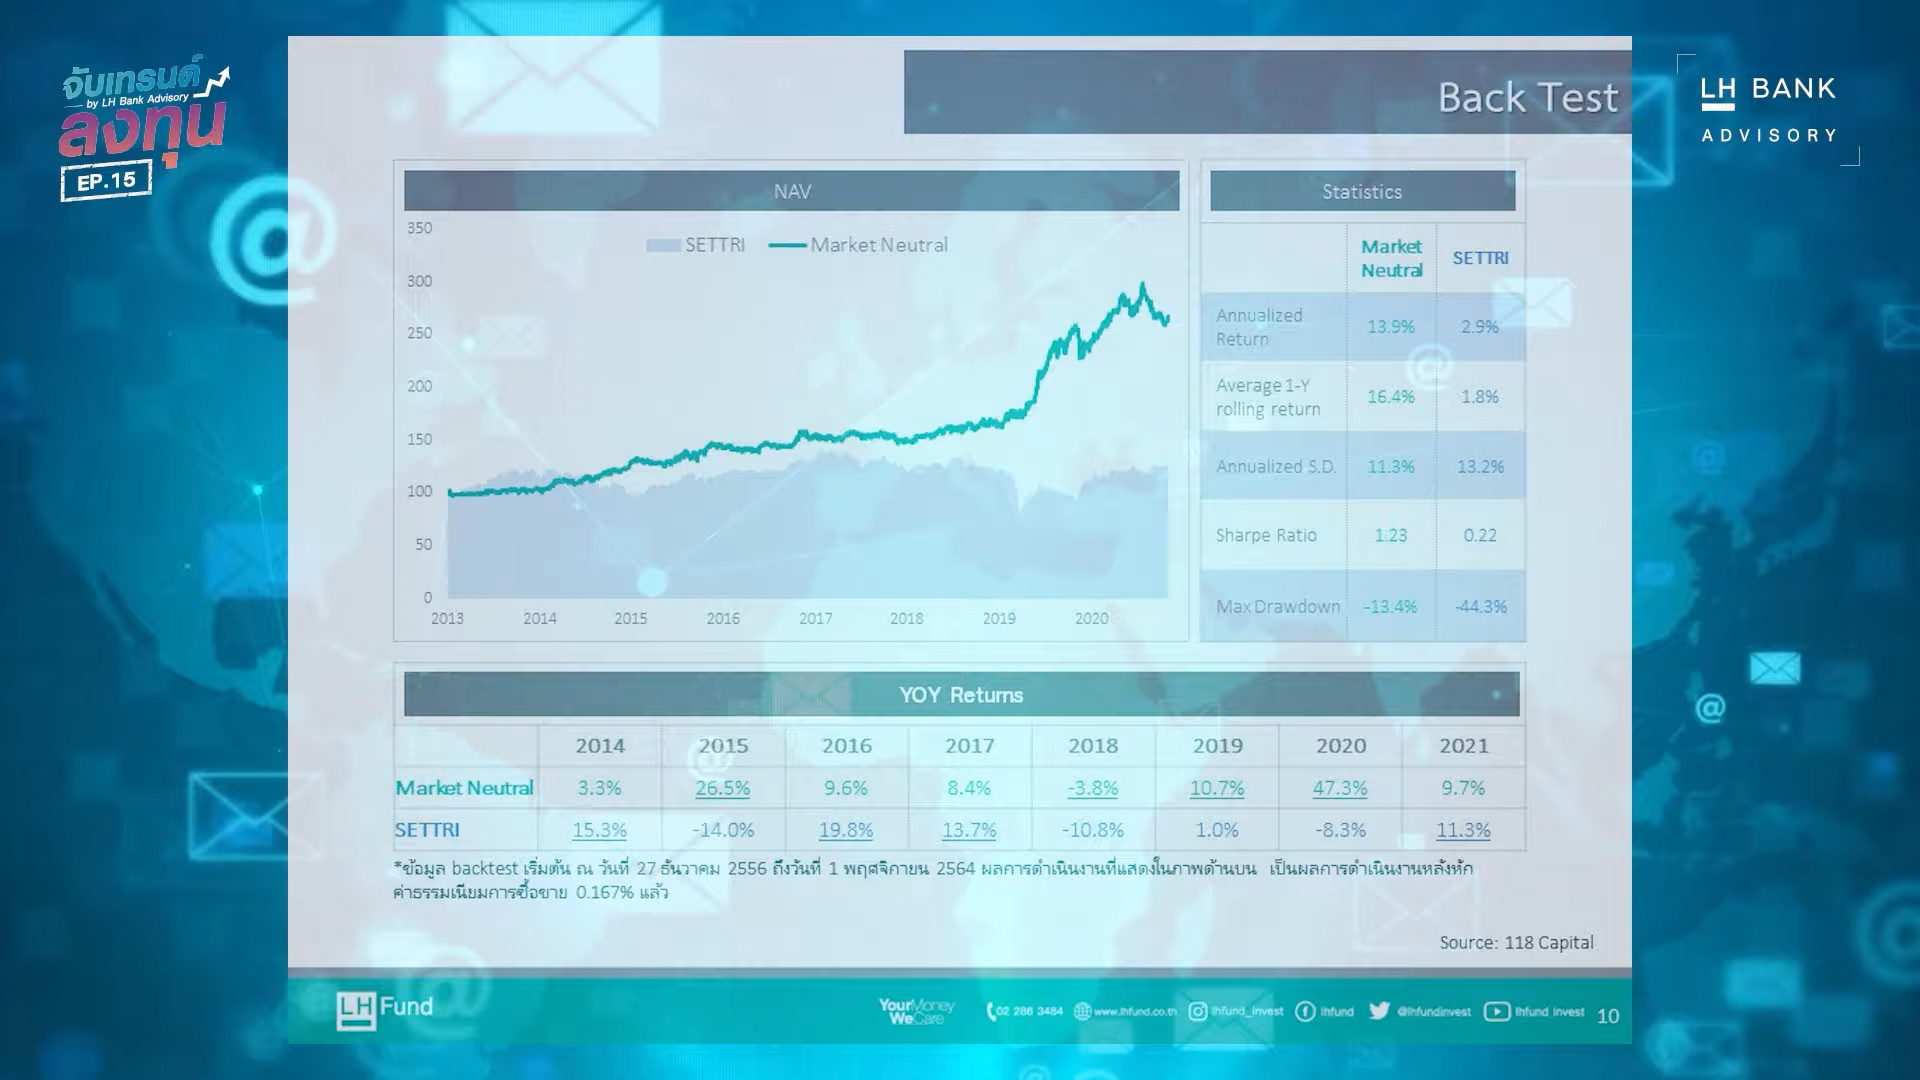 จับเทรนด์
by LH Bank Advisory
ลงทุน
EP.15
LH BANK
ADVISORY
Back Test
NAV
SETTRI Market Neutral
350
300
250
200
150
100
50
0
2013 2014 2015 2016 2017 2018 2019 2020
Statistics
Market Neutral SETTRI
Annualized Return 13.9% 2.9%
Average 1-Y rolling return 16.4% 1.8%
Annualized S.D. 11.3% 13.2%
Sharpe Ratio 1.23 0.22
Max Drawdown -13.4% -44.3%
YOY Returns
2014 2015 2016 2017 2018 2019 2020 2021
Market Neutral 3.3% 26.5% 9.6% 8.4% -3.8% 10.7% 47.3% 9.7%
SETTRI 15.3% -14.0% 19.8% 13.7% -10.8% 1.0% -8.3% 11.3%
*ข้อมูล backtest เริ่มต้น ณ วันที่ 27 ธันวาคม 2556 ถึงวันที่ 1 พฤศจิกายน 2564 ผลการดำเนินงานที่แสดงในภาพด้านบน เป็นผลการดำเนินงานหลังหัก
ค่าธรรมเนียมการซื้อขาย 0.167% แล้ว
Source: 118 Capital
LH Fund
YourMoney
WeCare
02 286 3484 www.lhfund.co.th lhfund_invest lhfund @lhfundinvest lhfund invest 10